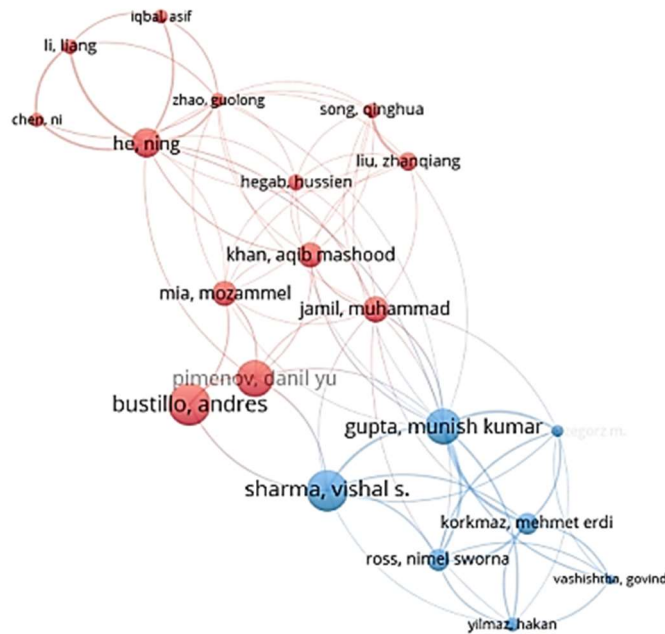 iqbal, asif
li, liang
zhao, guolong
song, qinghua
chen, ni
he, ning
liu, zhanqiang
hegab, hussien
khan, aqib mashood
mia, mozammel
jamil, muhammad
pimenov, danil yu
bustillo, andres
gupta, munish kumar
sharma, vishal s.
korkmaz, mehmet erdi
ross, nimel sworna
vashishtha, govind
yilmaz, hakan